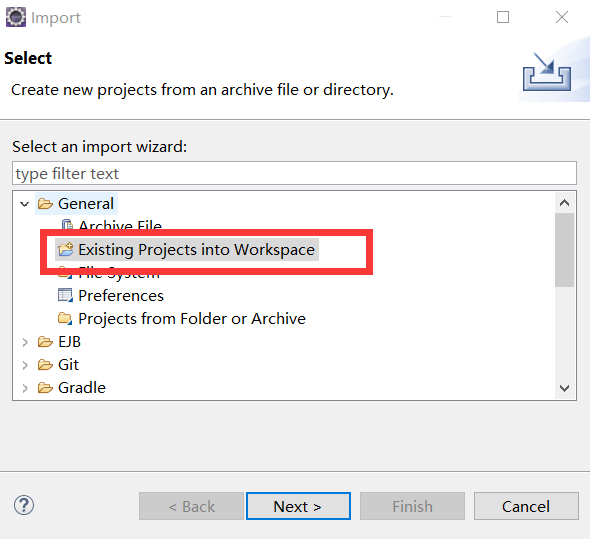 Import
Select
Create new projects from an archive file or directory.
Select an import wizard:
type filter text
General
Archive File
Existing Projects into Workspace
File System
Preferences
Projects from Folder or Archive
EJB
Git
Gradle
?
< Back
Next >
Finish
Cancel